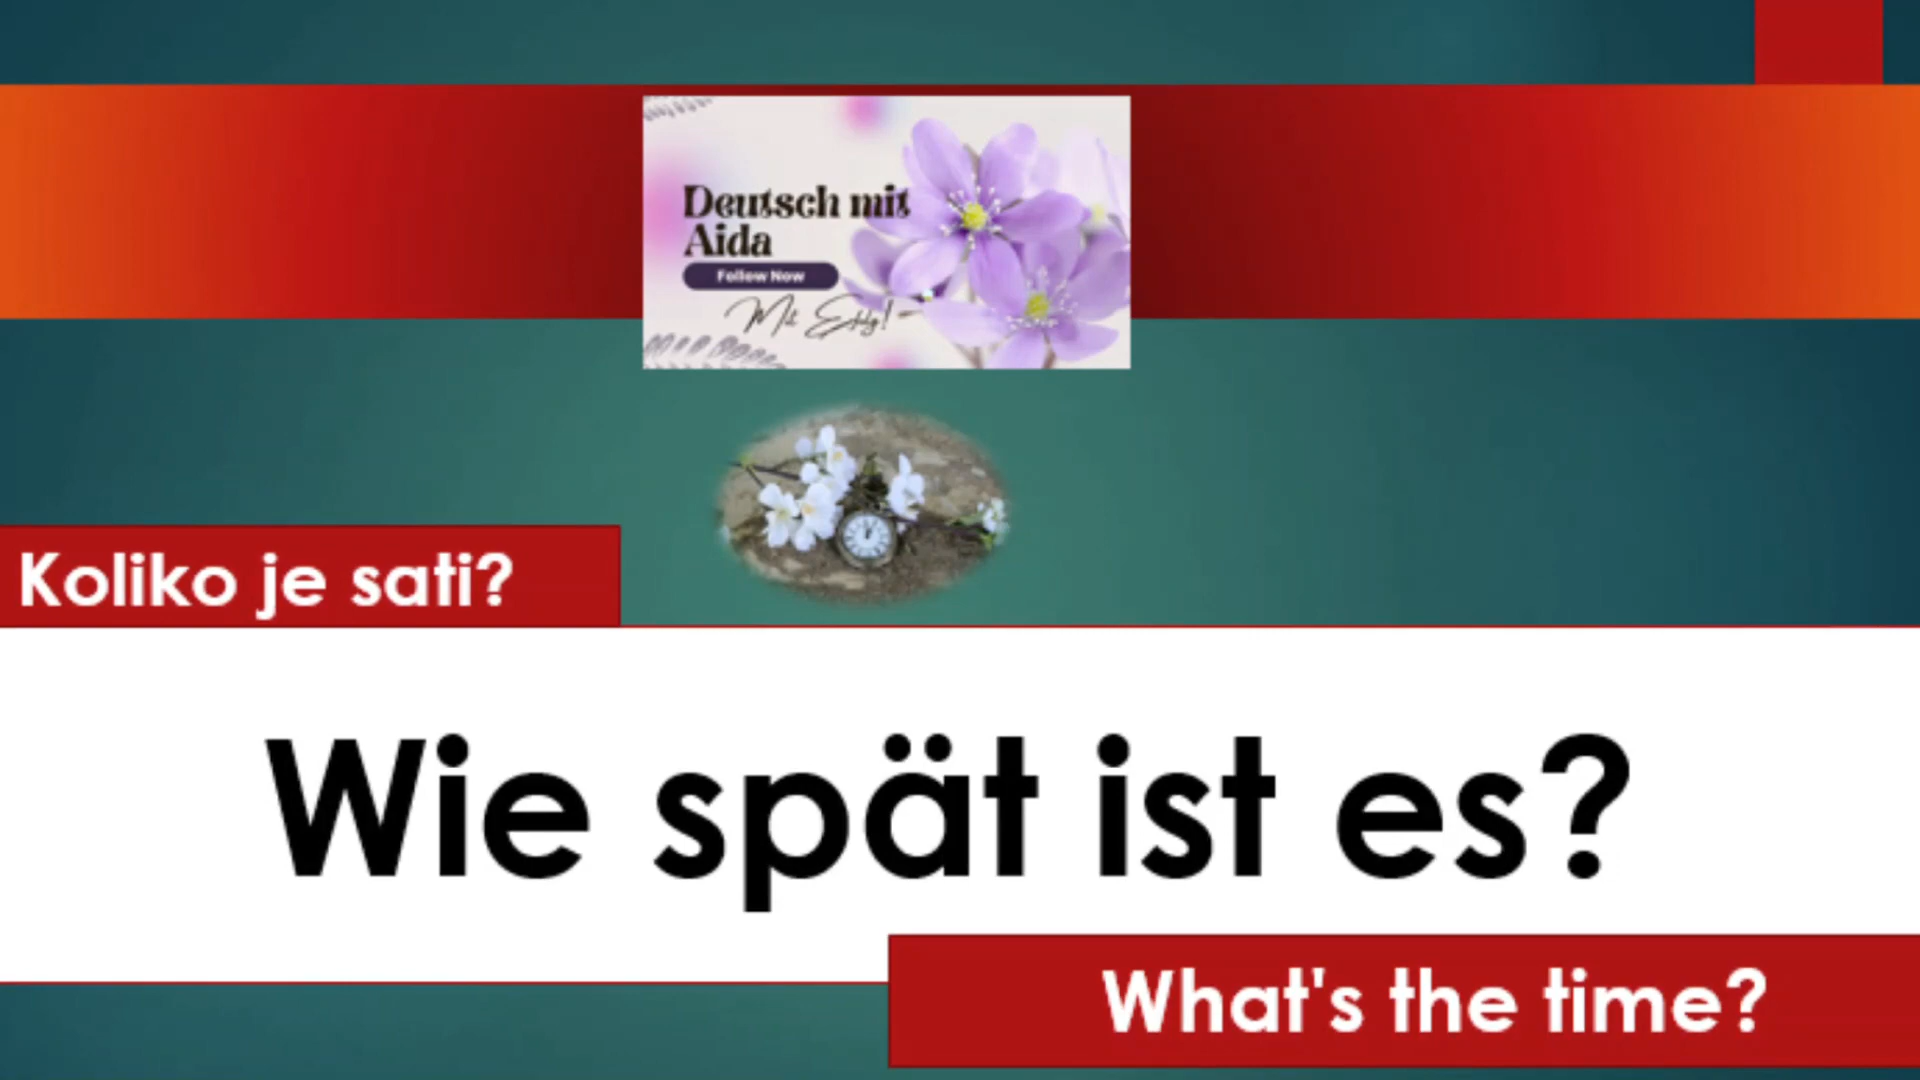 Deutsch mit
Aida
Follow Now
Koliko je sati?
Wie spät ist es?
What's the time?